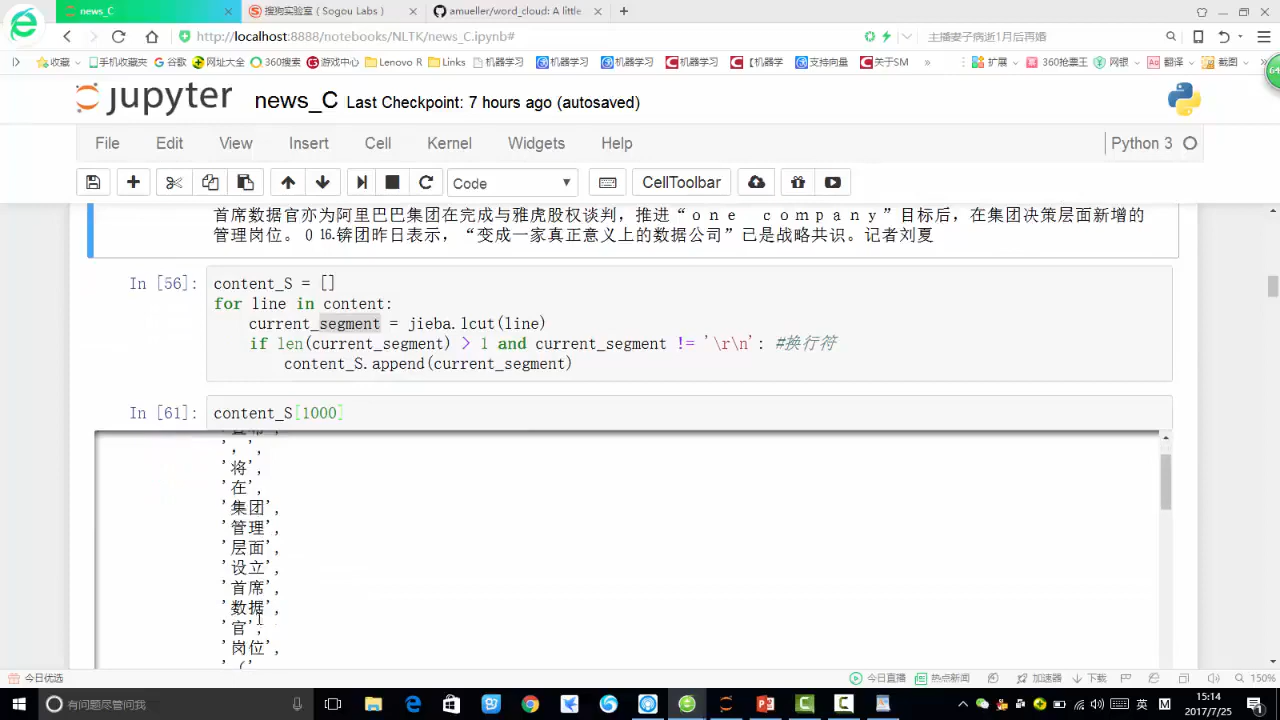 news_C
搜狗实验室 ( Sogou Labs )
amueller/word_cloud: A little
http://localhost:8888/notebooks/NLTK/news_C.ipynb#
主播妻子病逝1月后再婚
收藏
手机收藏夹
谷歌
网址大全
360搜索
游戏中心
Lenovo R
Links
机器学习
机器学习
机器学习
机器学习
【机器学
支持向量
关于SM
»
扩展
360抢票王
网银
翻译
截图
»
jupyter news_C Last Checkpoint: 7 hours ago (autosaved)
File Edit View Insert Cell Kernel Widgets Help
Python 3
Code
CellToolbar
首席数据官亦为阿里巴巴集团在完成与雅虎股权谈判，推进“ｏｎｅ　ｃｏｍｐａｎｙ”目标后，在集团决策层面新增的
管理岗位。０⒗锛团昨日表示，“变成一家真正意义上的数据公司”已是战略共识。记者刘夏
In [56]:
content_S = []
for line in content:
current_segment = jieba.lcut(line)
if len(current_segment) > 1 and current_segment != '\r\n': #换行符
content_S.append(current_segment)
In [61]:
content_S[1000]
'，',
'将',
'在',
'集团',
'管理',
'层面',
'设立',
'首席',
'数据',
'官',
'岗位',
今日优选
今日直播
热点新闻
加速器
下载
150%
有问题尽管问我
英
M
15:14
2017/7/25